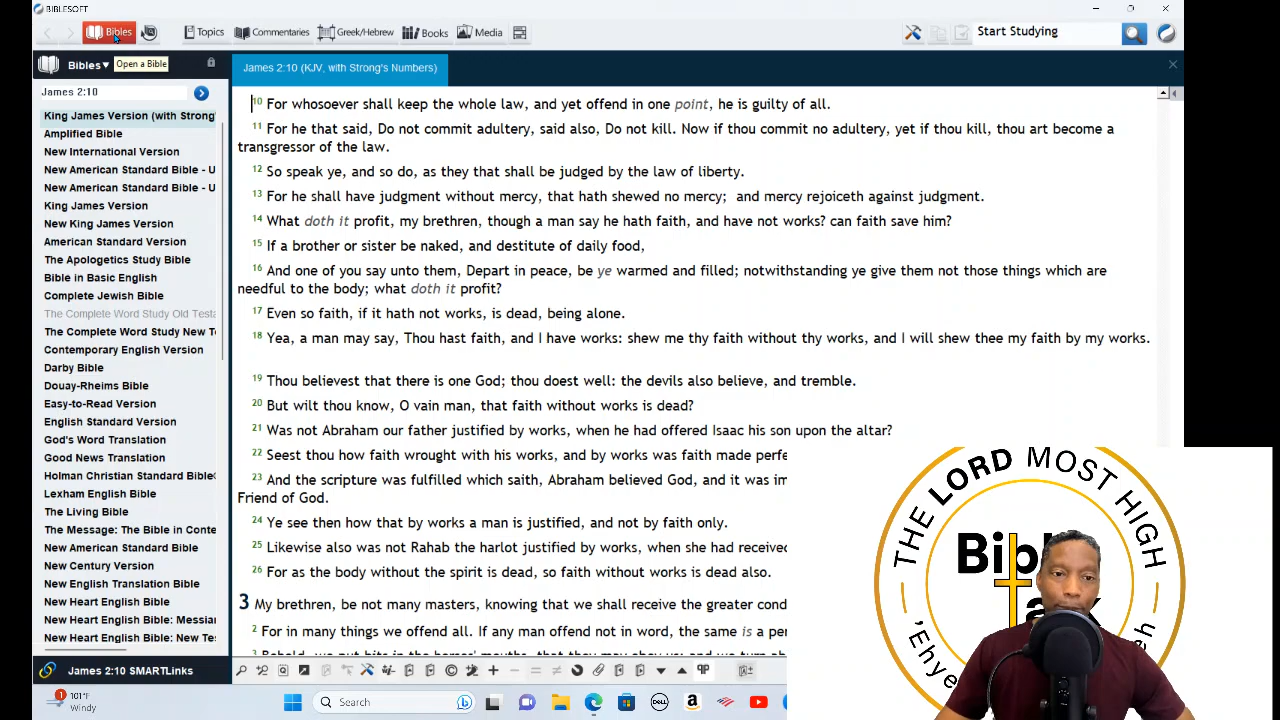 BIBLESOFT
Bibles Topics Commentaries Greek/Hebrew Books Media Start Studying
Bibles Open a Bible
James 2:10 (KJV, with Strong's Numbers)
James 2:10
King James Version (with Strong
Amplified Bible
New International Version
New American Standard Bible - U
New American Standard Bible - U
King James Version
New King James Version
American Standard Version
The Apologetics Study Bible
Bible in Basic English
Complete Jewish Bible
The Complete Word Study Old Testa
The Complete Word Study New T
Contemporary English Version
Darby Bible
Douay-Rheims Bible
Easy-to-Read Version
English Standard Version
God's Word Translation
Good News Translation
Holman Christian Standard Bible
Lexham English Bible
The Living Bible
The Message: The Bible in Conte
New American Standard Bible
New Century Version
New English Translation Bible
New Heart English Bible
New Heart English Bible: Messia
New Heart English Bible: New Te
James 2:10 SMARTLinks
10 For whosoever shall keep the whole law, and yet offend in one point, he is guilty of all.
11 For he that said, Do not commit adultery, said also, Do not kill. Now if thou commit no adultery, yet if thou kill, thou art become a
transgressor of the law.
12 So speak ye, and so do, as they that shall be judged by the law of liberty.
13 For he shall have judgment without mercy, that hath shewed no mercy; and mercy rejoiceth against judgment.
14 What doth it profit, my brethren, though a man say he hath faith, and have not works? can faith save him?
15 If a brother or sister be naked, and destitute of daily food,
16 And one of you say unto them, Depart in peace, be ye warmed and filled; notwithstanding ye give them not those things which are
needful to the body; what doth it profit?
17 Even so faith, if it hath not works, is dead, being alone.
18 Yea, a man may say, Thou hast faith, and I have works: shew me thy faith without thy works, and I will shew thee my faith by my works.
19 Thou believest that there is one God; thou doest well: the devils also believe, and tremble.
20 But wilt thou know, O vain man, that faith without works is dead?
21 Was not Abraham our father justified by works, when he had offered Isaac his son upon the altar?
22 Seest thou how faith wrought with his works, and by works was faith made perfe
23 And the scripture was fulfilled which saith, Abraham believed God, and it was im
Friend of God.
24 Ye see then how that by works a man is justified, and not by faith only.
25 Likewise also was not Rahab the harlot justified by works, when she had received
26 For as the body without the spirit is dead, so faith without works is dead also.
3 My brethren, be not many masters, knowing that we shall receive the greater cond
2 For in many things we offend all. If any man offend not in word, the same is a per
THE LORD MOST HIGH
'Ehye
1
101°F
Windy
Search
DELL